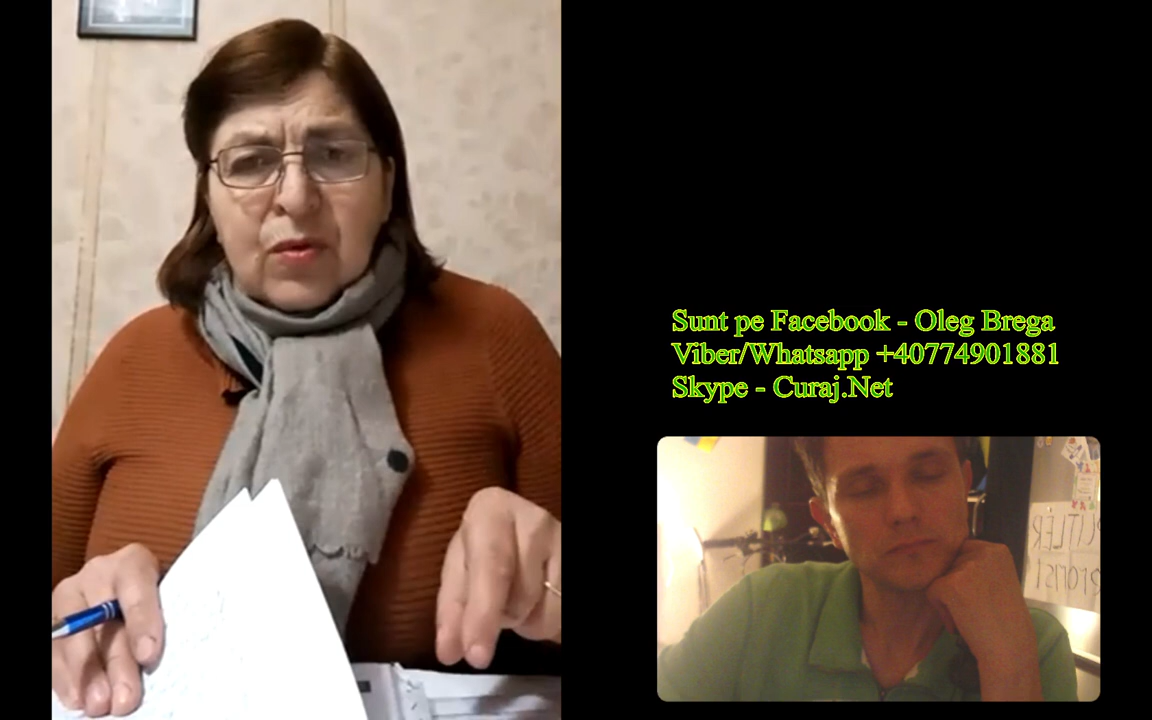 Sunt pe Facebook - Oleg Brega
Viber/Whatsapp +40774901881
Skype - Curaj.Net